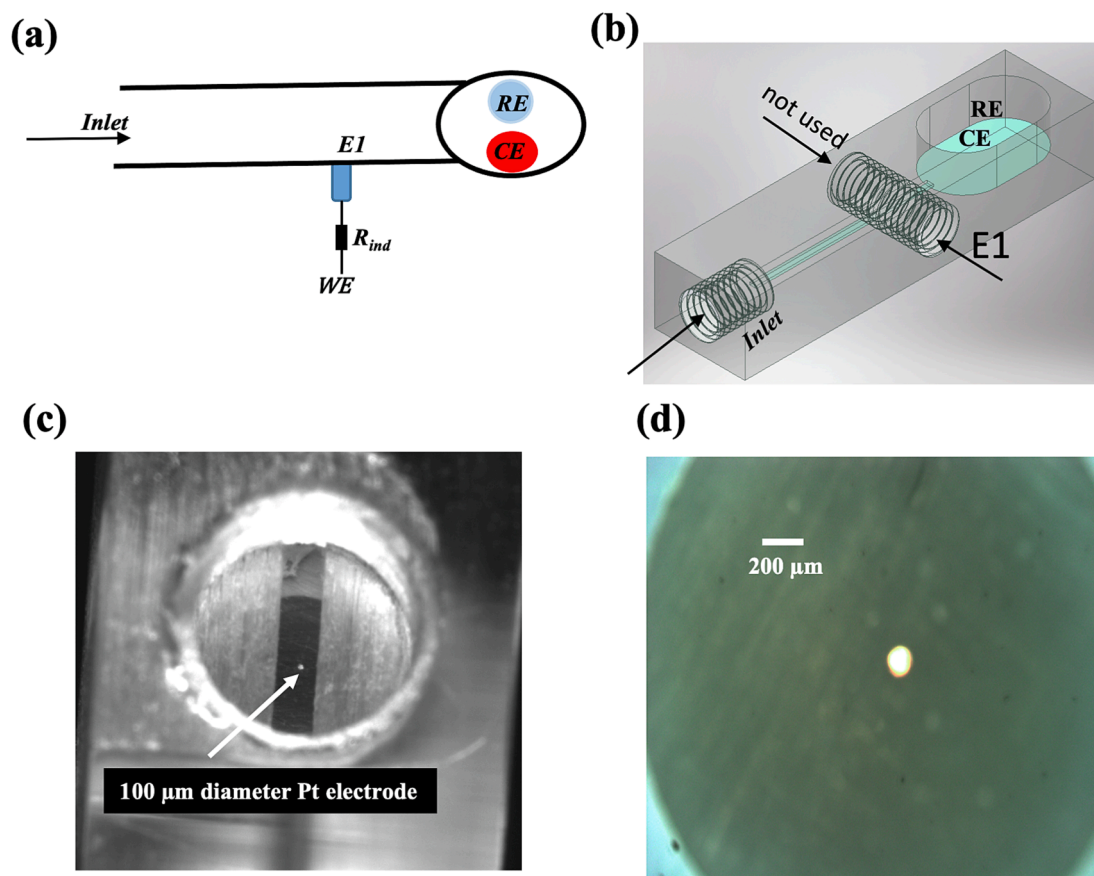 (a)
Inlet
E1
RE
CE
R_ind
WE
(b)
not used
RE
CE
E1
Inlet
(c)
100 μm diameter Pt electrode
(d)
200 μm